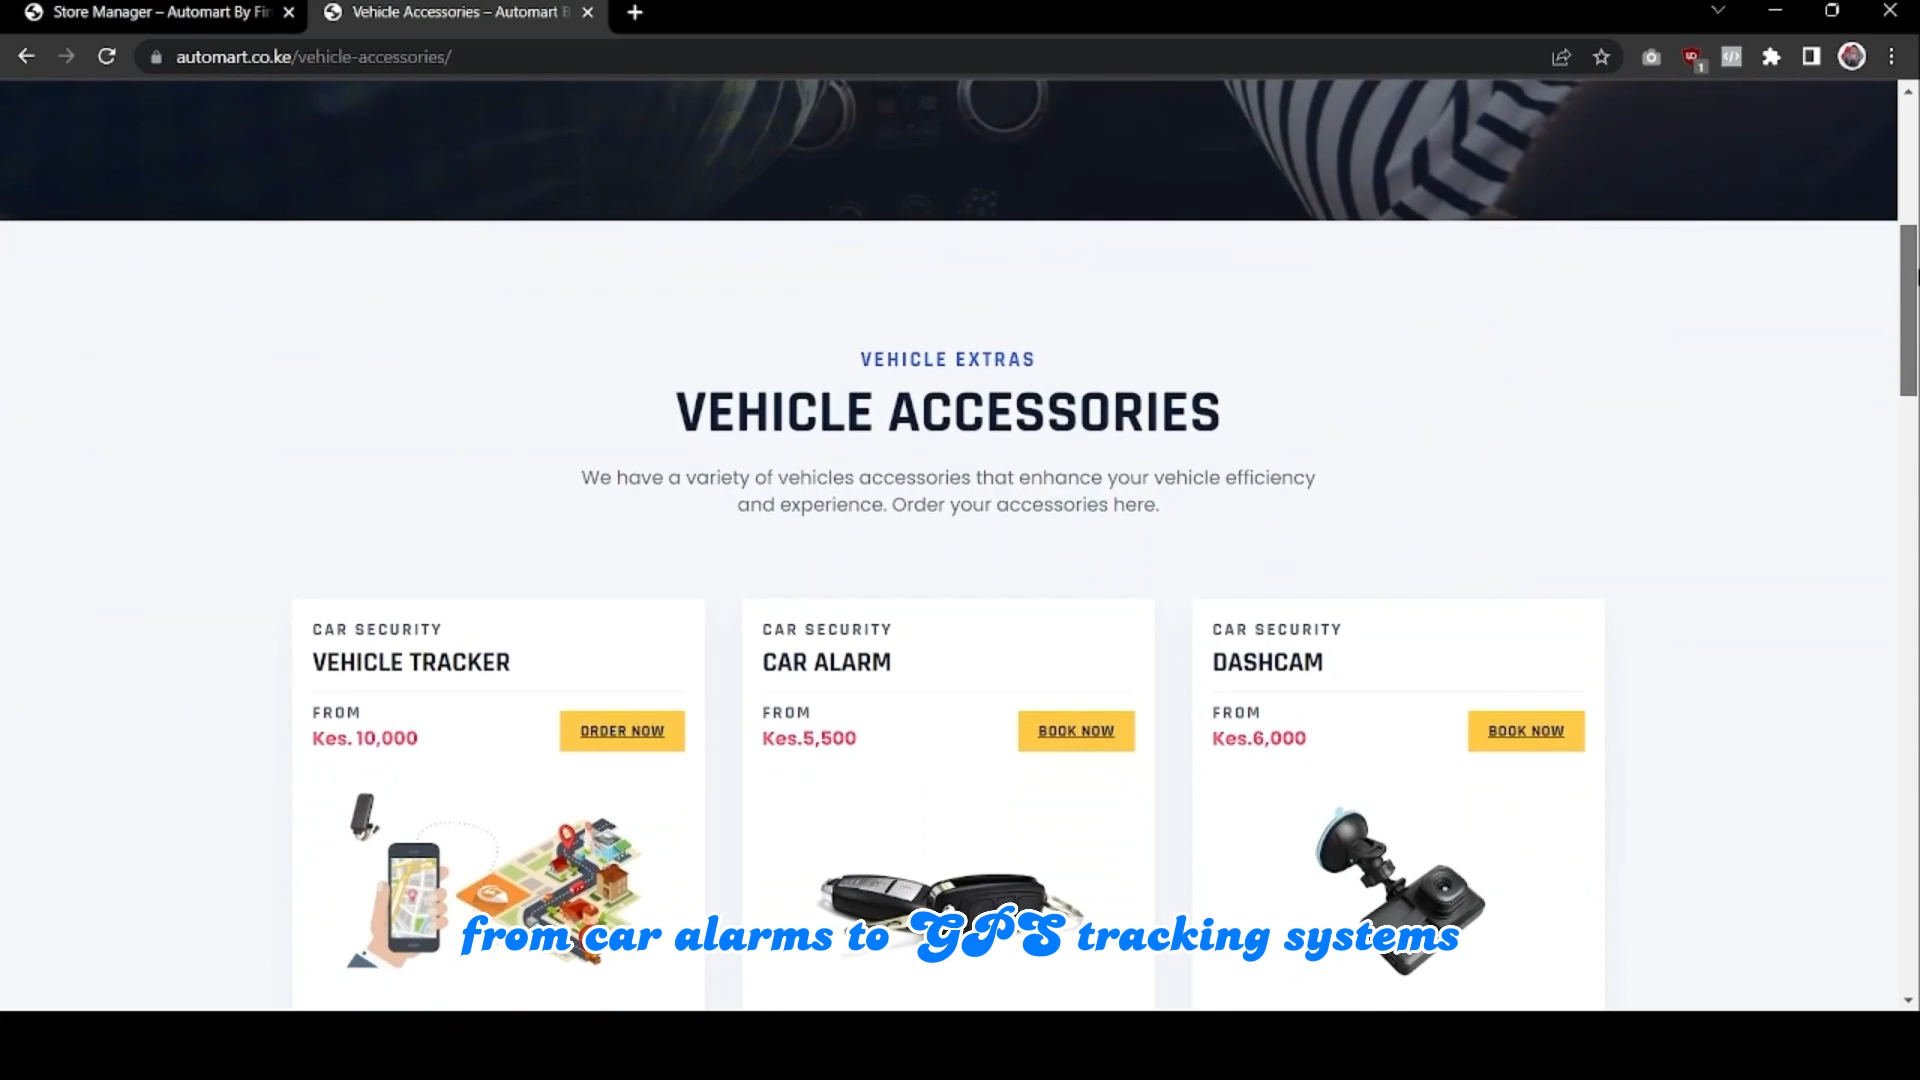 Store Manager – Automart By Fin
Vehicle Accessories – Automart B
automart.co.ke/vehicle-accessories/
1
VEHICLE EXTRAS
VEHICLE ACCESSORIES
We have a variety of vehicles accessories that enhance your vehicle efficiency
and experience. Order your accessories here.
CAR SECURITY
VEHICLE TRACKER
FROM
Kes. 10,000
ORDER NOW
CAR SECURITY
CAR ALARM
FROM
Kes.5,500
BOOK NOW
CAR SECURITY
DASHCAM
FROM
Kes.6,000
BOOK NOW
from car alarms to GPS tracking systems